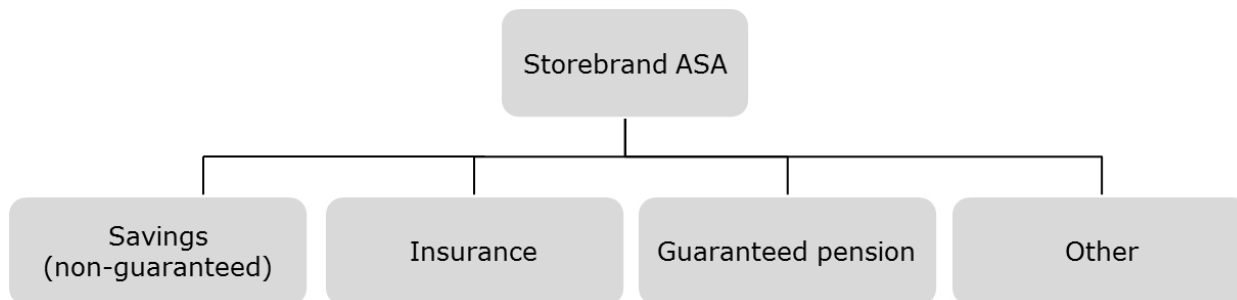 Storebrand ASA
Savings
(non-guaranteed)
Insurance
Guaranteed pension
Other